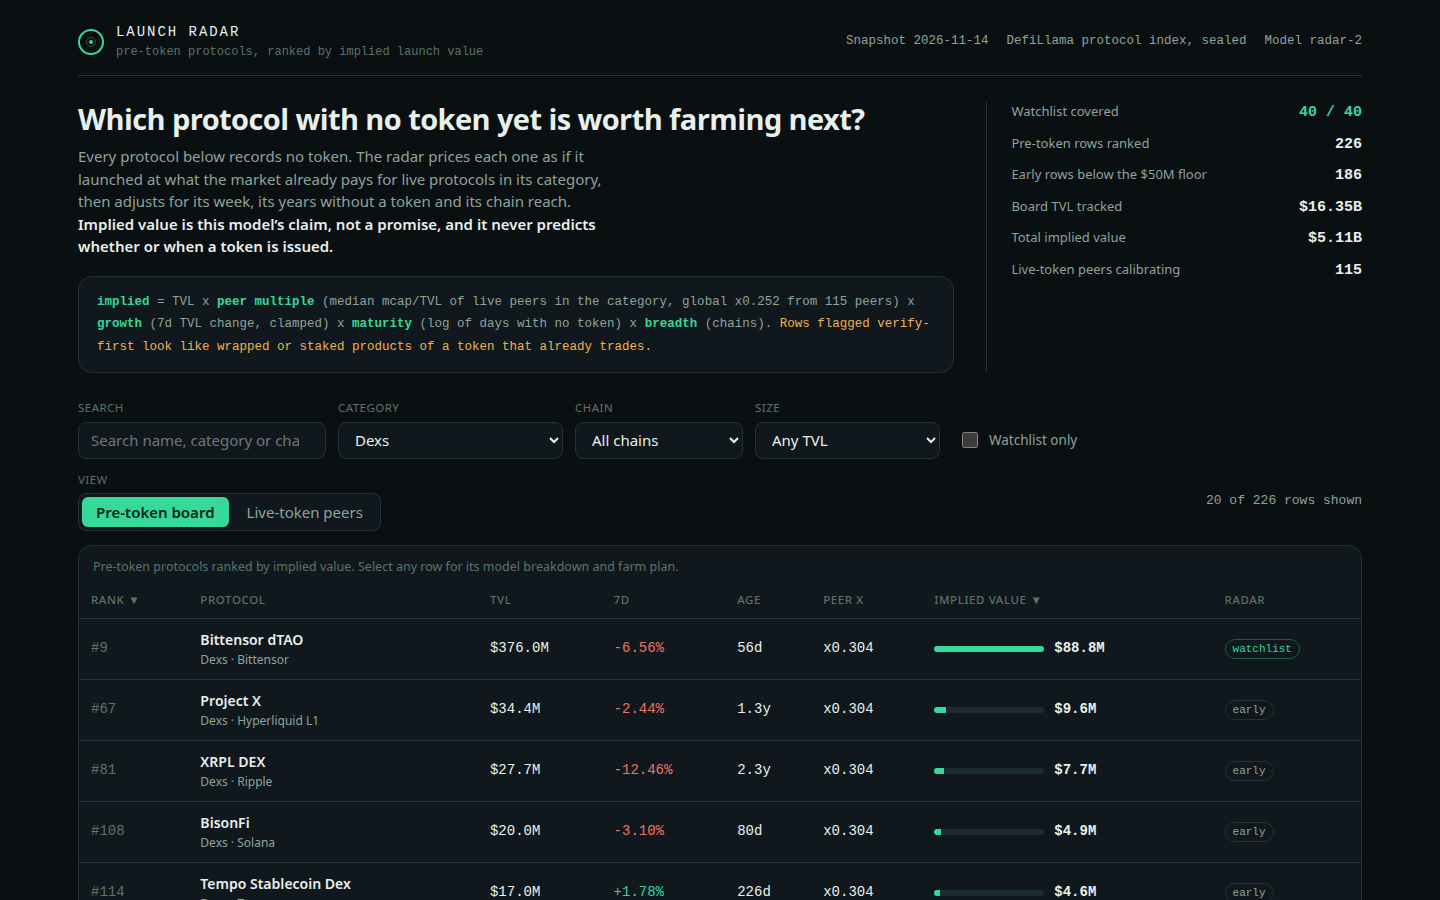 LAUNCH RADAR
pre-token protocols, ranked by implied launch value
Snapshot 2026-11-14 DefiLlama protocol index, sealed Model radar-2
Which protocol with no token yet is worth farming next?
Every protocol below records no token. The radar prices each one as if it
launched at what the market already pays for live protocols in its category,
then adjusts for its week, its years without a token and its chain reach.
Implied value is this model’s claim, not a promise, and it never predicts
whether or when a token is issued.
implied = TVL x peer multiple (median mcap/TVL of live peers in the category, global x0.252 from 115 peers) x
growth (7d TVL change, clamped) x maturity (log of days with no token) x breadth (chains). Rows flagged verify-
first look like wrapped or staked products of a token that already trades.
Watchlist covered 40 / 40
Pre-token rows ranked 226
Early rows below the $50M floor 186
Board TVL tracked $16.35B
Total implied value $5.11B
Live-token peers calibrating 115
SEARCH CATEGORY CHAIN SIZE
Search name, category or cha Dexs All chains Any TVL Watchlist only
VIEW
Pre-token board Live-token peers 20 of 226 rows shown
Pre-token protocols ranked by implied value. Select any row for its model breakdown and farm plan.
RANK ▼ PROTOCOL TVL 7D AGE PEER X IMPLIED VALUE ▼ RADAR
#9 Bittensor dTAO $376.0M -6.56% 56d x0.304 $88.8M watchlist
Dexs · Bittensor
#67 Project X $34.4M -2.44% 1.3y x0.304 $9.6M early
Dexs · Hyperliquid L1
#81 XRPL DEX $27.7M -12.46% 2.3y x0.304 $7.7M early
Dexs · Ripple
#108 BisonFi $20.0M -3.10% 80d x0.304 $4.9M early
Dexs · Solana
#114 Tempo Stablecoin Dex $17.0M +1.78% 226d x0.304 $4.6M early